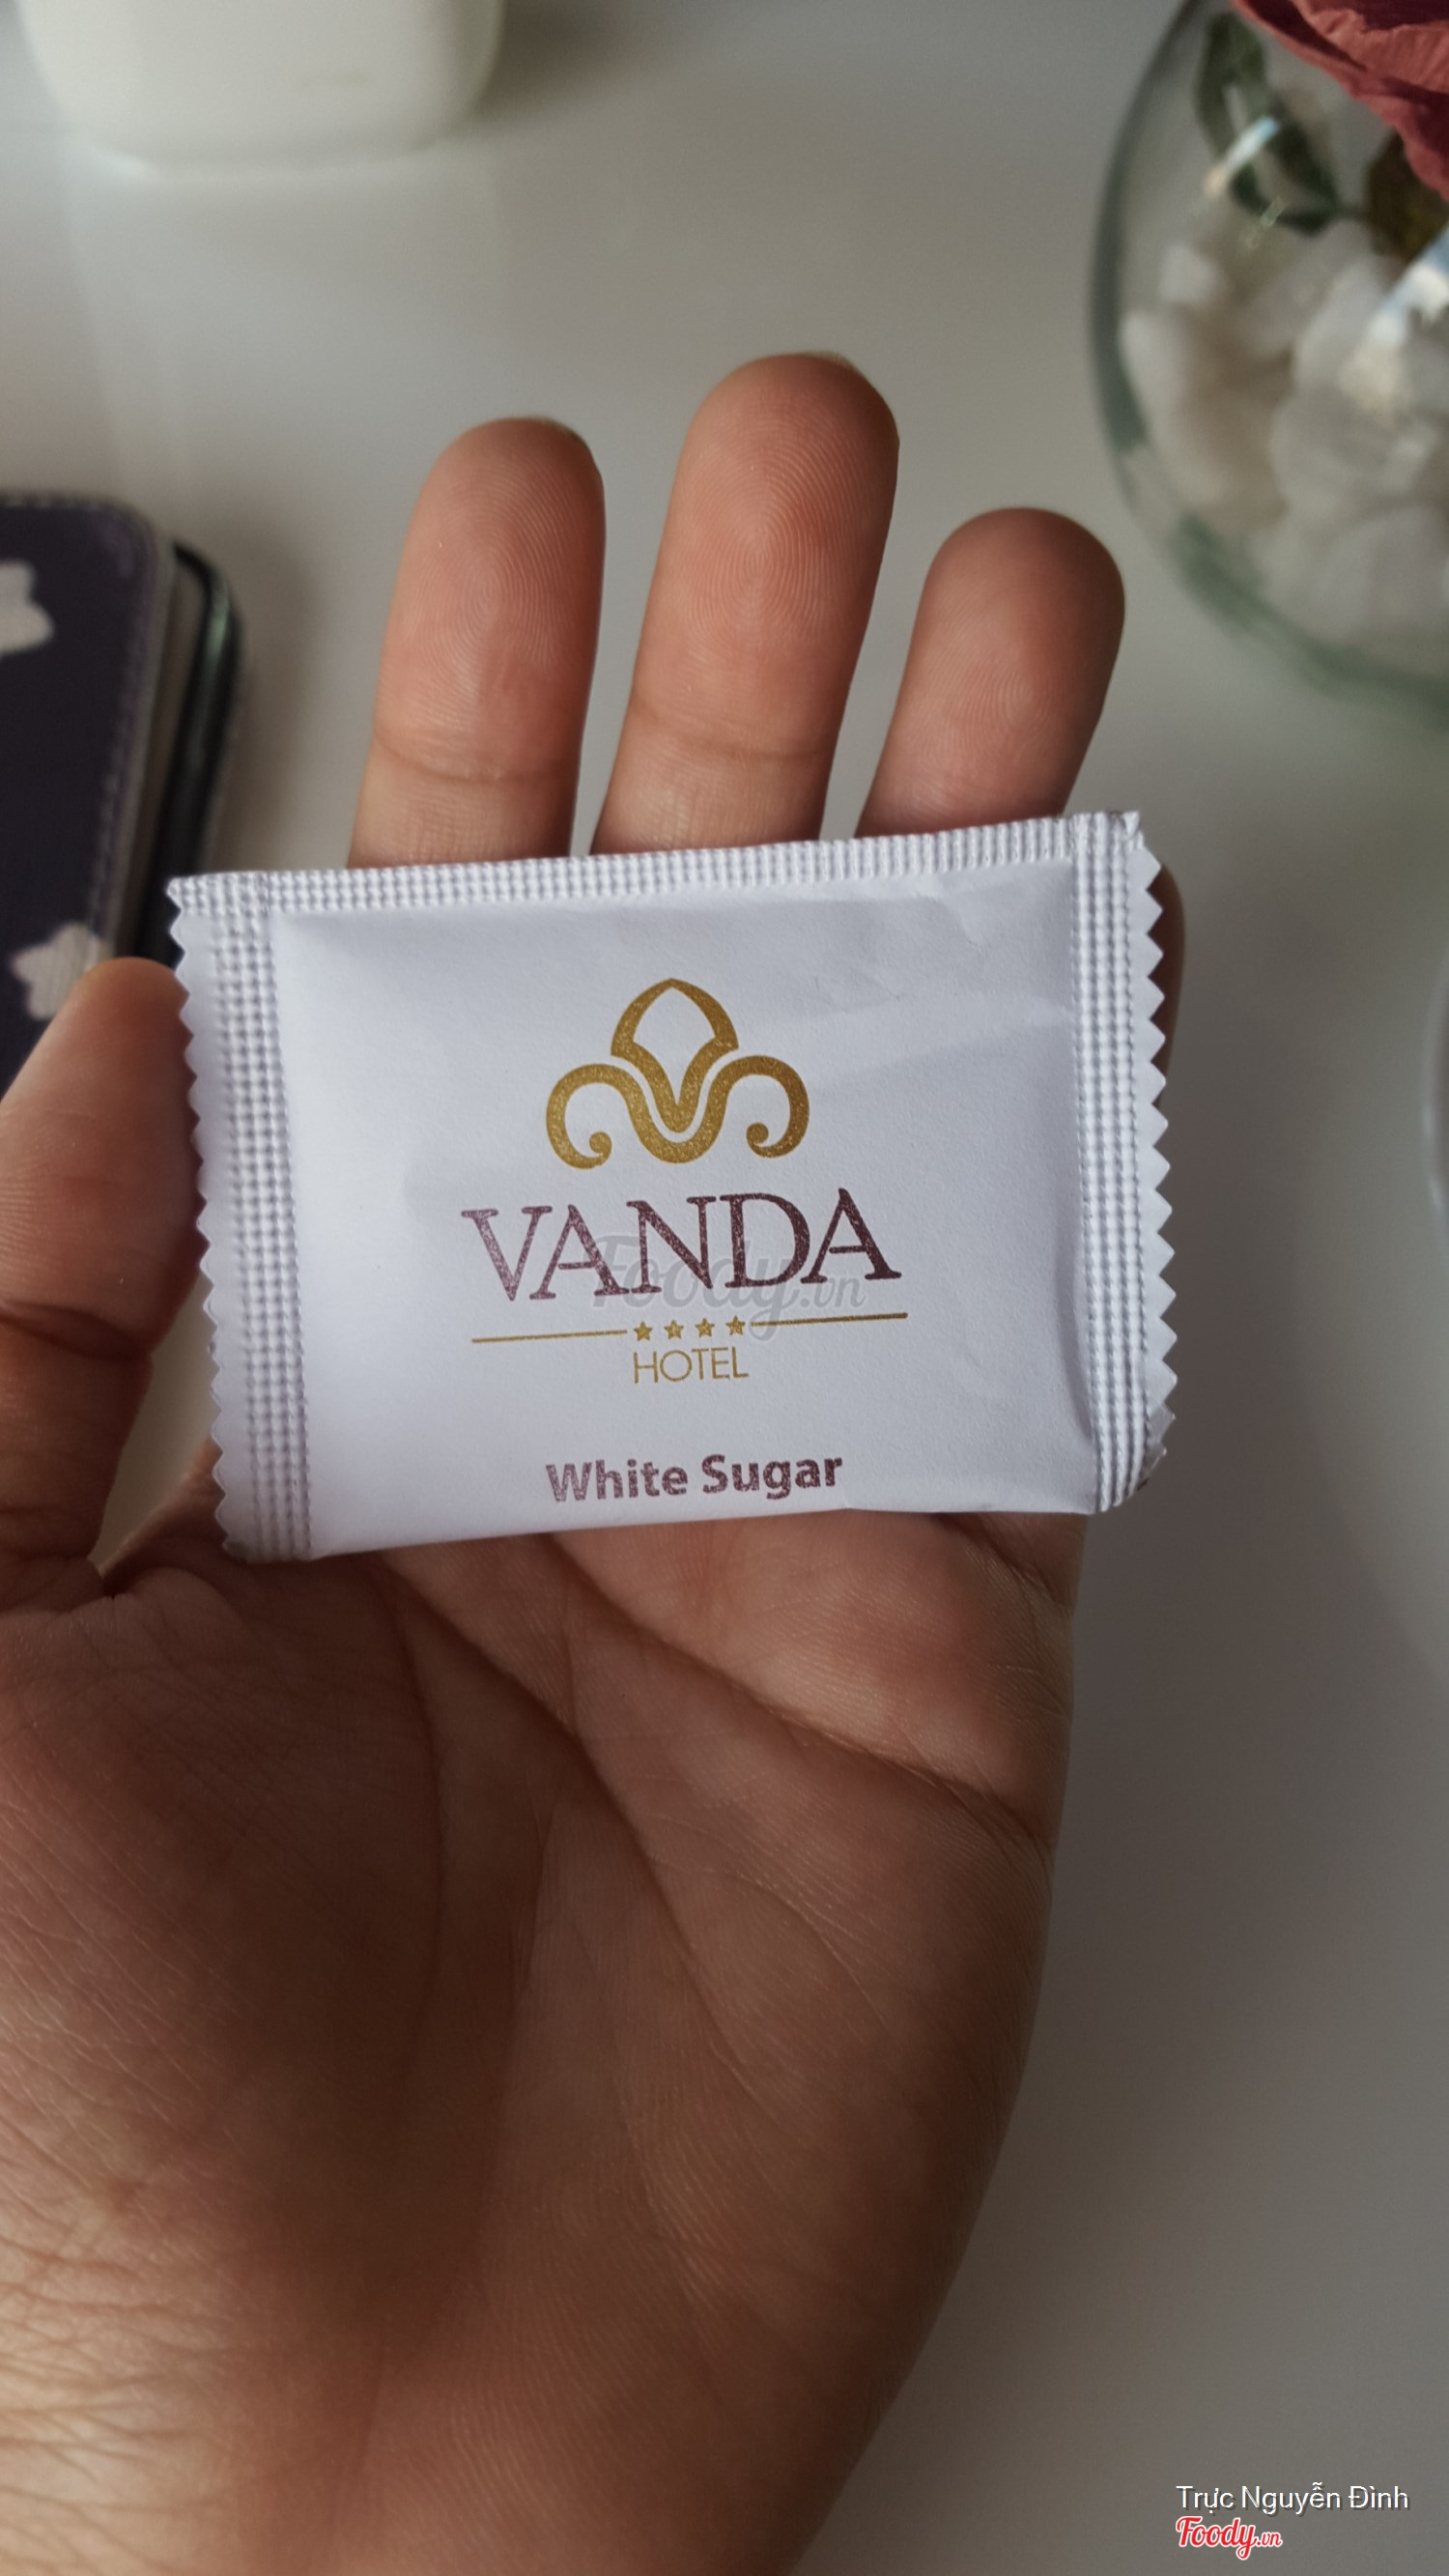 VANDA
Foody.vn
★★★★
HOTEL
White Sugar
Trực Nguyễn Đình
Foody.vn